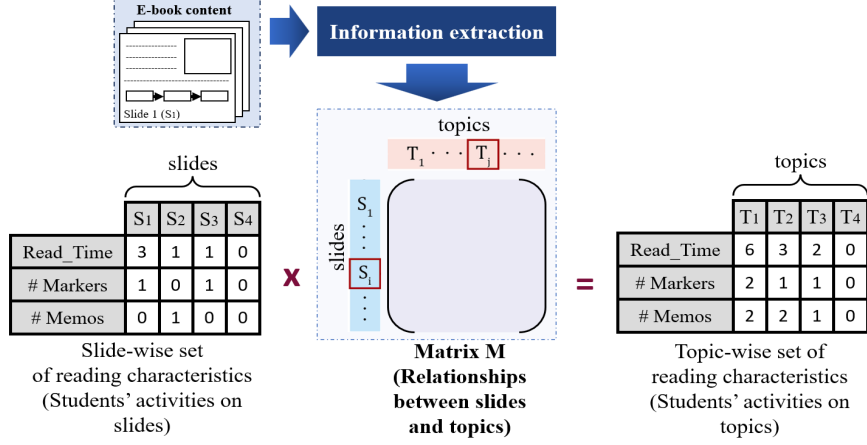 E-book content
Slide 1 (S1)
Information extraction
topics
T1 · · · Tj · · ·
slides
S1
·
·
·
Si
·
·
·
slides
S1 S2 S3 S4
Read_Time 3 1 1 0
# Markers 1 0 1 0
# Memos 0 1 0 0
Slide-wise set
of reading characteristics
(Students’ activities on
slides)
x
Matrix M
(Relationships
between slides
and topics)
=
topics
T1 T2 T3 T4
Read_Time 6 3 2 0
# Markers 2 1 1 0
# Memos 2 2 1 0
Topic-wise set of
reading characteristics
(Students’ activities on
topics)